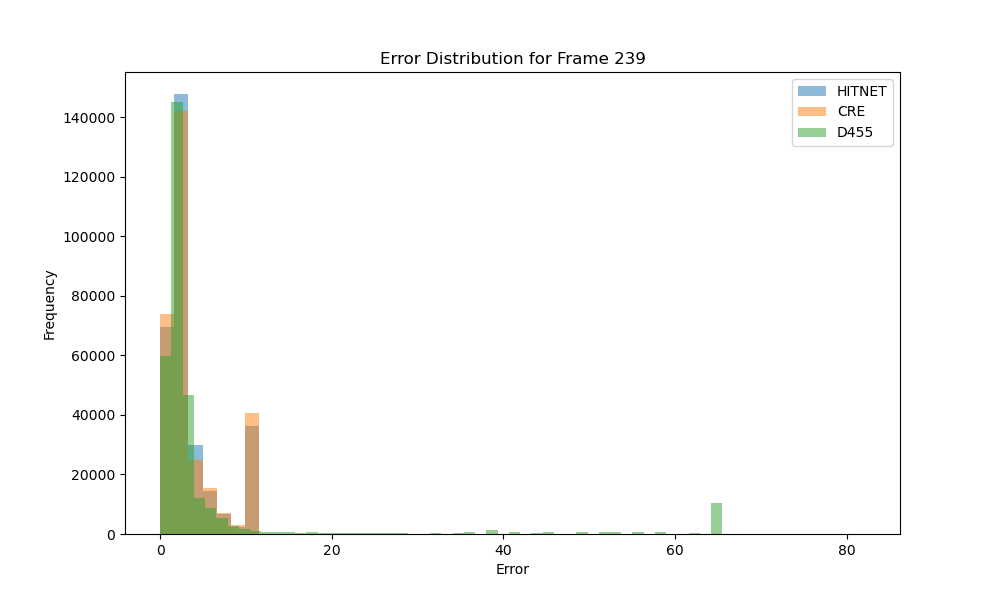 Error Distribution for Frame 239
HITNET
CRE
D455
Frequency
140000
120000
100000
80000
60000
40000
20000
0
0 20 40 60 80
Error